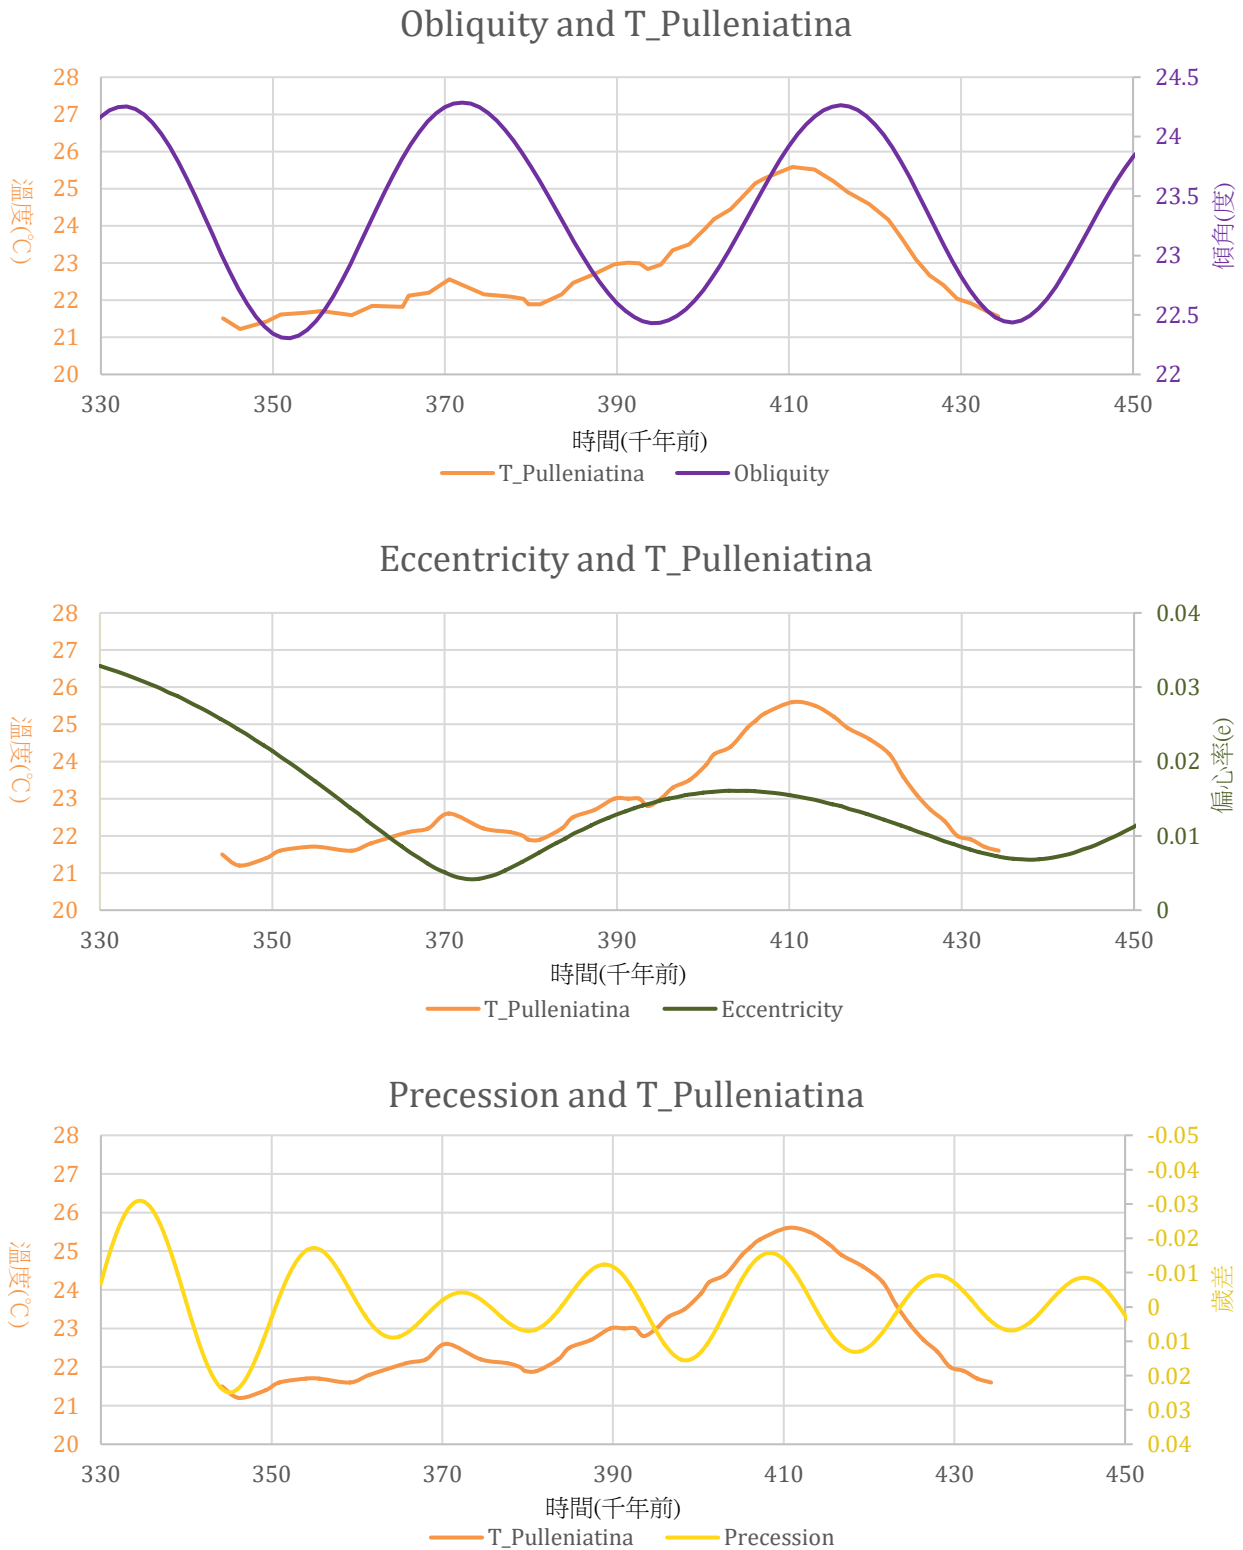 Obliquity and T_Pulleniatina
28
27
26
25
24
23
22
21
20
溫度(℃)
24.5
24
23.5
23
22.5
22
傾角(度)
330 350 370 390 410 430 450
時間(千年前)
T_Pulleniatina Obliquity
Eccentricity and T_Pulleniatina
28
27
26
25
24
23
22
21
20
溫度(℃)
0.04
0.03
0.02
0.01
0
偏心率(e)
330 350 370 390 410 430 450
時間(千年前)
T_Pulleniatina Eccentricity
Precession and T_Pulleniatina
28
27
26
25
24
23
22
21
20
溫度(℃)
-0.05
-0.04
-0.03
-0.02
-0.01
0
0.01
0.02
0.03
0.04
歲差
330 350 370 390 410 430 450
時間(千年前)
T_Pulleniatina Precession